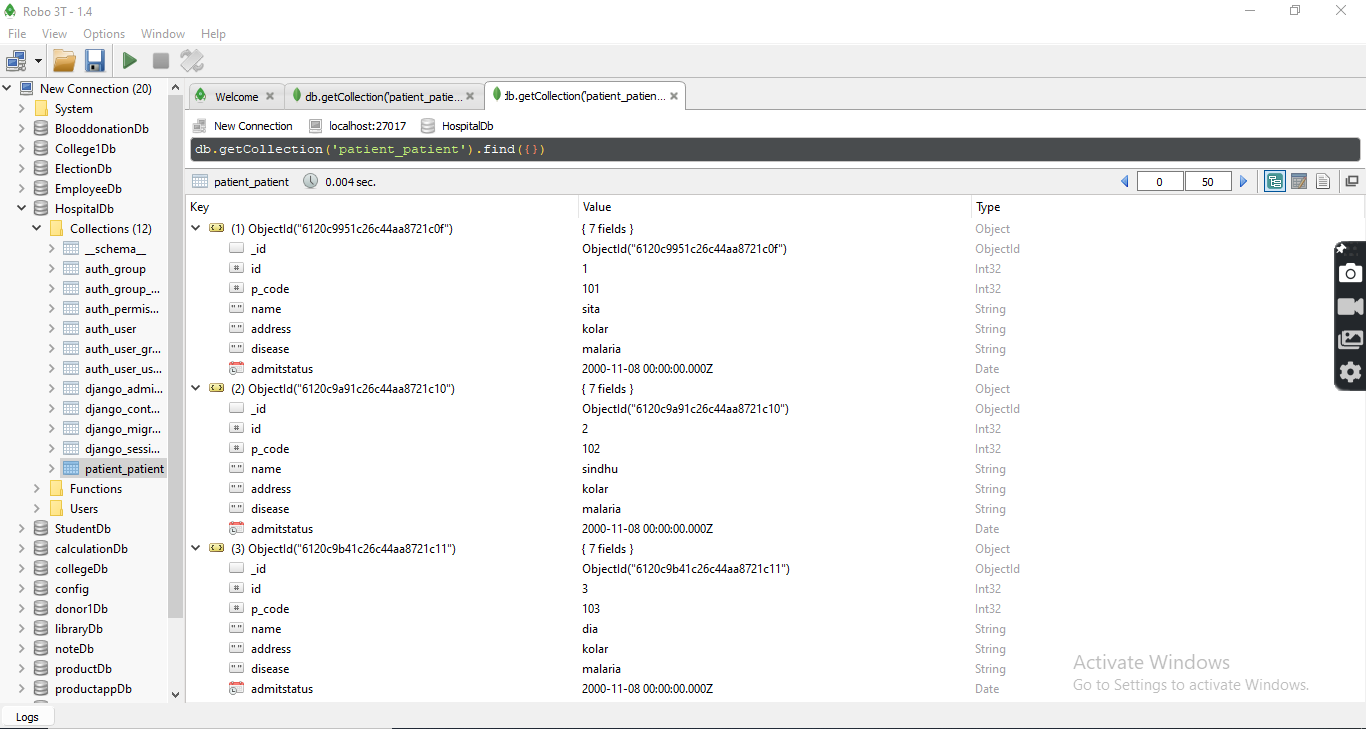 Robo 3T - 1.4
File View Options Window Help
New Connection (20)
System
BlooddonationDb
College1Db
ElectionDb
EmployeeDb
HospitalDb
Collections (12)
__schema__
auth_group
auth_group_...
auth_permis...
auth_user
auth_user_gr...
auth_user_us...
django_admi...
django_cont...
django_migr...
django_sessi...
patient_patient
Functions
Users
StudentDb
calculationDb
collegeDb
config
donor1Db
libraryDb
noteDb
productDb
productappDb
Logs
Welcome db.getCollection('patient_patie... lb.getCollection('patient_patien...
New Connection localhost:27017 HospitalDb
db.getCollection('patient_patient').find({})
patient_patient 0.004 sec. 0 50
Key Value Type
(1) ObjectId("6120c9951c26c44aa8721c0f") { 7 fields } Object
_id ObjectId("6120c9951c26c44aa8721c0f") ObjectId
id 1 Int32
p_code 101 Int32
name sita String
address kolar String
disease malaria String
admitstatus 2000-11-08 00:00:00.000Z Date
(2) ObjectId("6120c9a91c26c44aa8721c10") { 7 fields } Object
_id ObjectId("6120c9a91c26c44aa8721c10") ObjectId
id 2 Int32
p_code 102 Int32
name sindhu String
address kolar String
disease malaria String
admitstatus 2000-11-08 00:00:00.000Z Date
(3) ObjectId("6120c9b41c26c44aa8721c11") { 7 fields } Object
_id ObjectId("6120c9b41c26c44aa8721c11") ObjectId
id 3 Int32
p_code 103 Int32
name dia String
address kolar String
disease malaria String
admitstatus 2000-11-08 00:00:00.000Z Date
Activate Windows
Go to Settings to activate Windows.